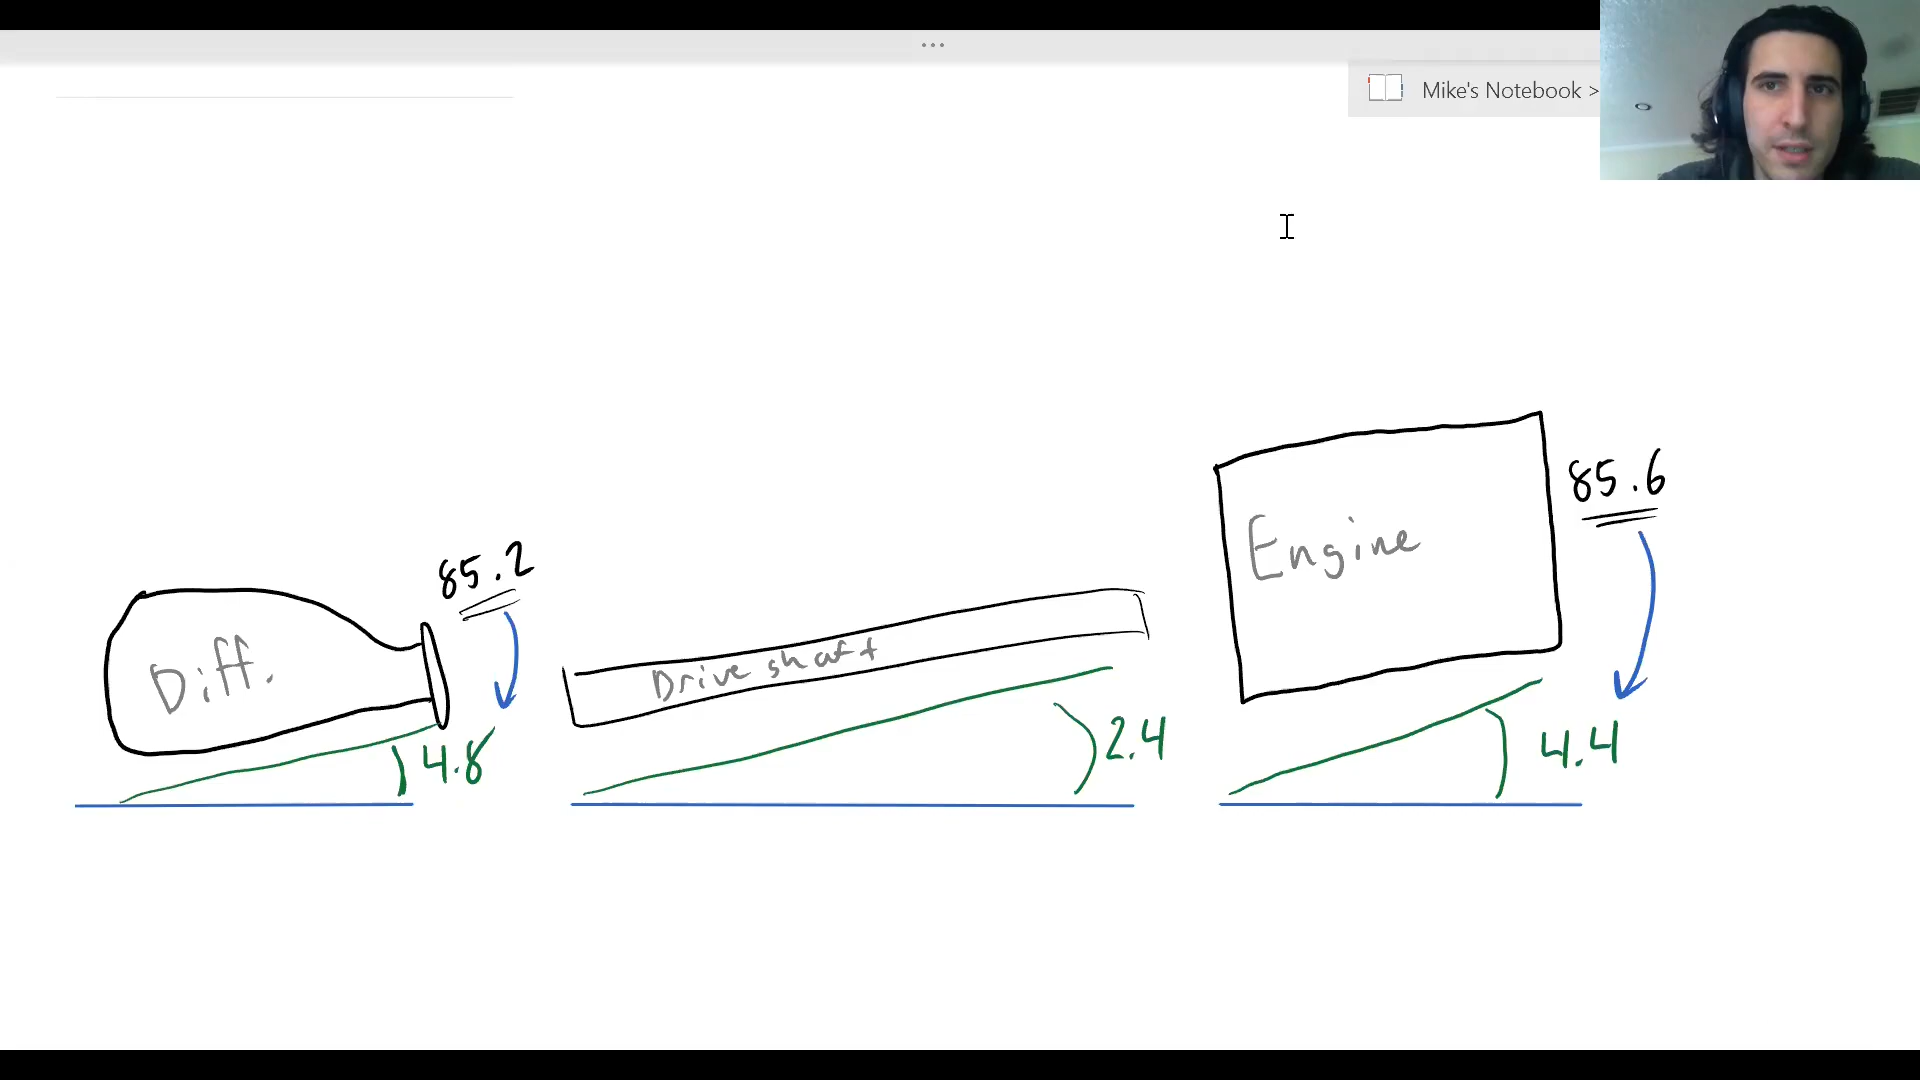 Mike's Notebook >
85.6
Engine
85.2
Diff.
Drive shaft
4.8
2.4
4.4